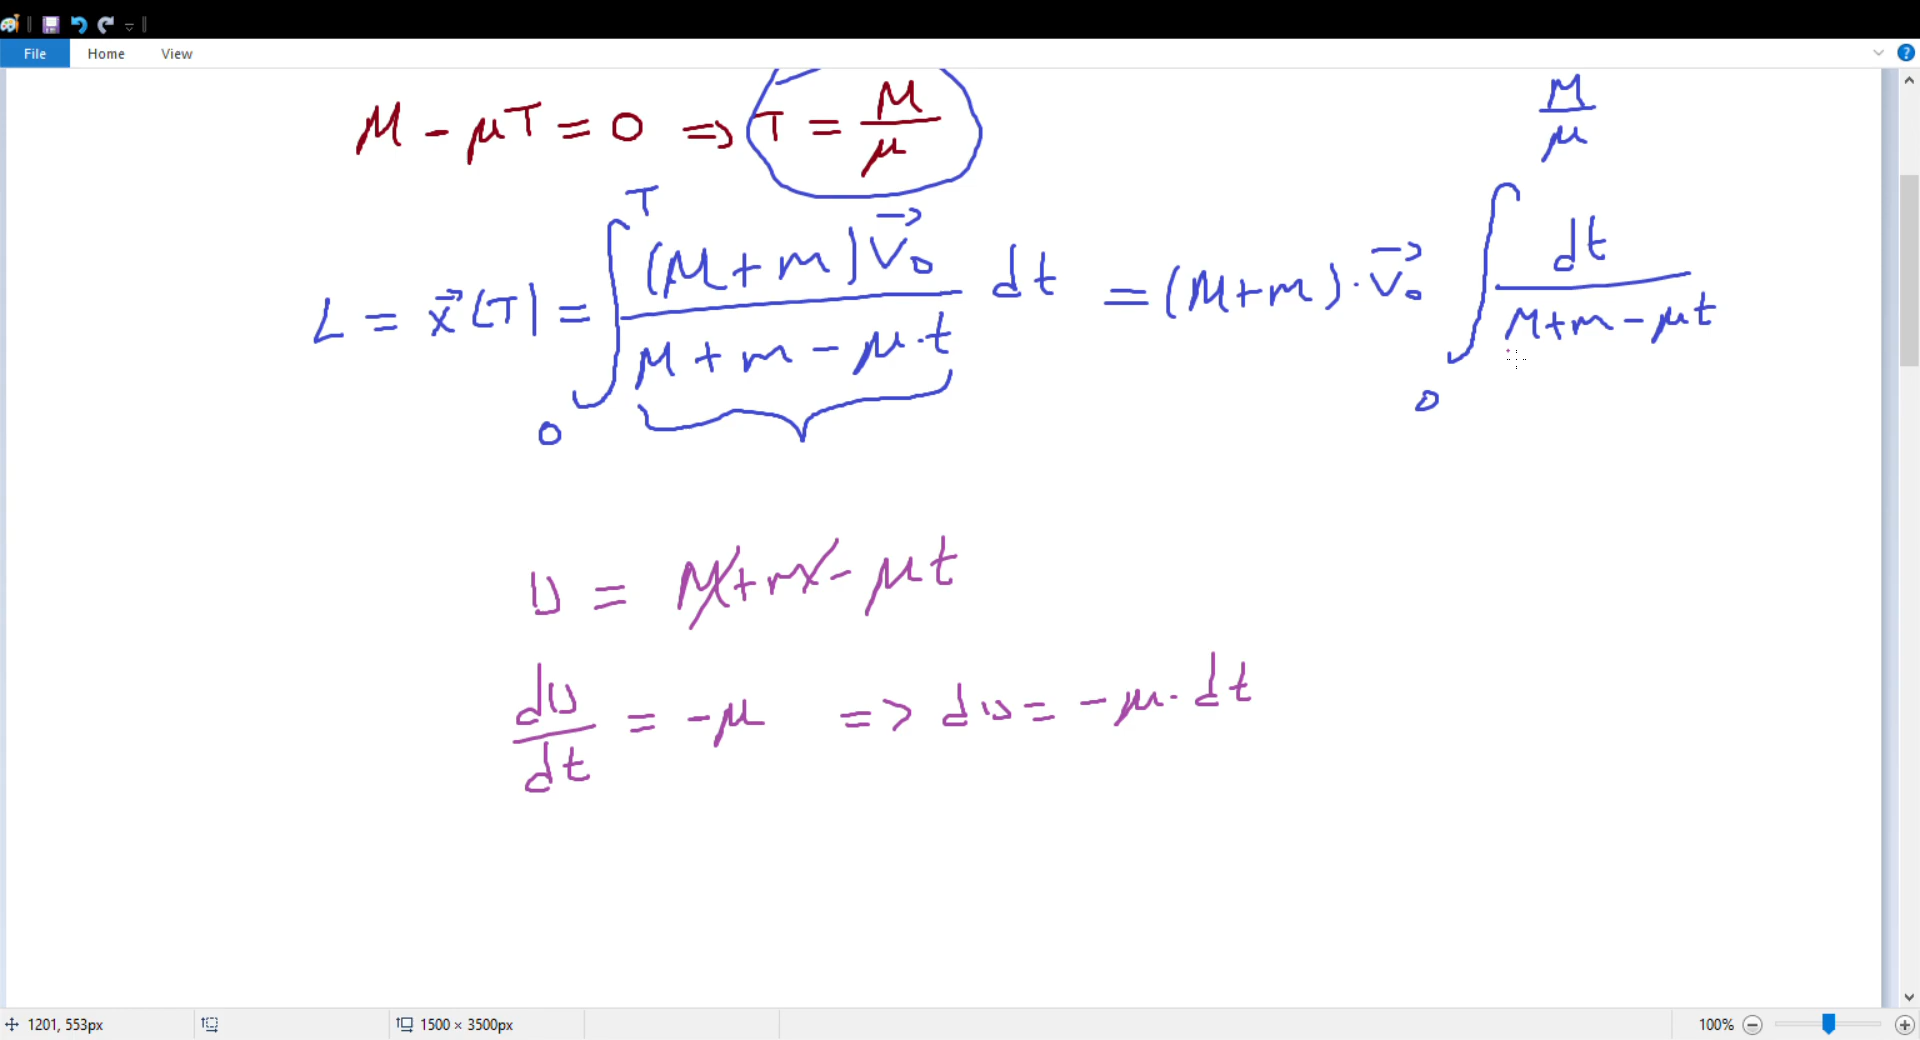 File Home View
M - μT = 0 => T = M/μ
L = x⃗(T) = ∫₀ᵀ (M+m)V⃗₀ / (M + m - μ·t) dt = (M+m)·V⃗₀ ∫₀^(M/μ) dt / (M+m-μt)
υ = M+m-μt
dυ/dt = -μ => dυ = -μ·dt
1201, 553px 1500 × 3500px 100%